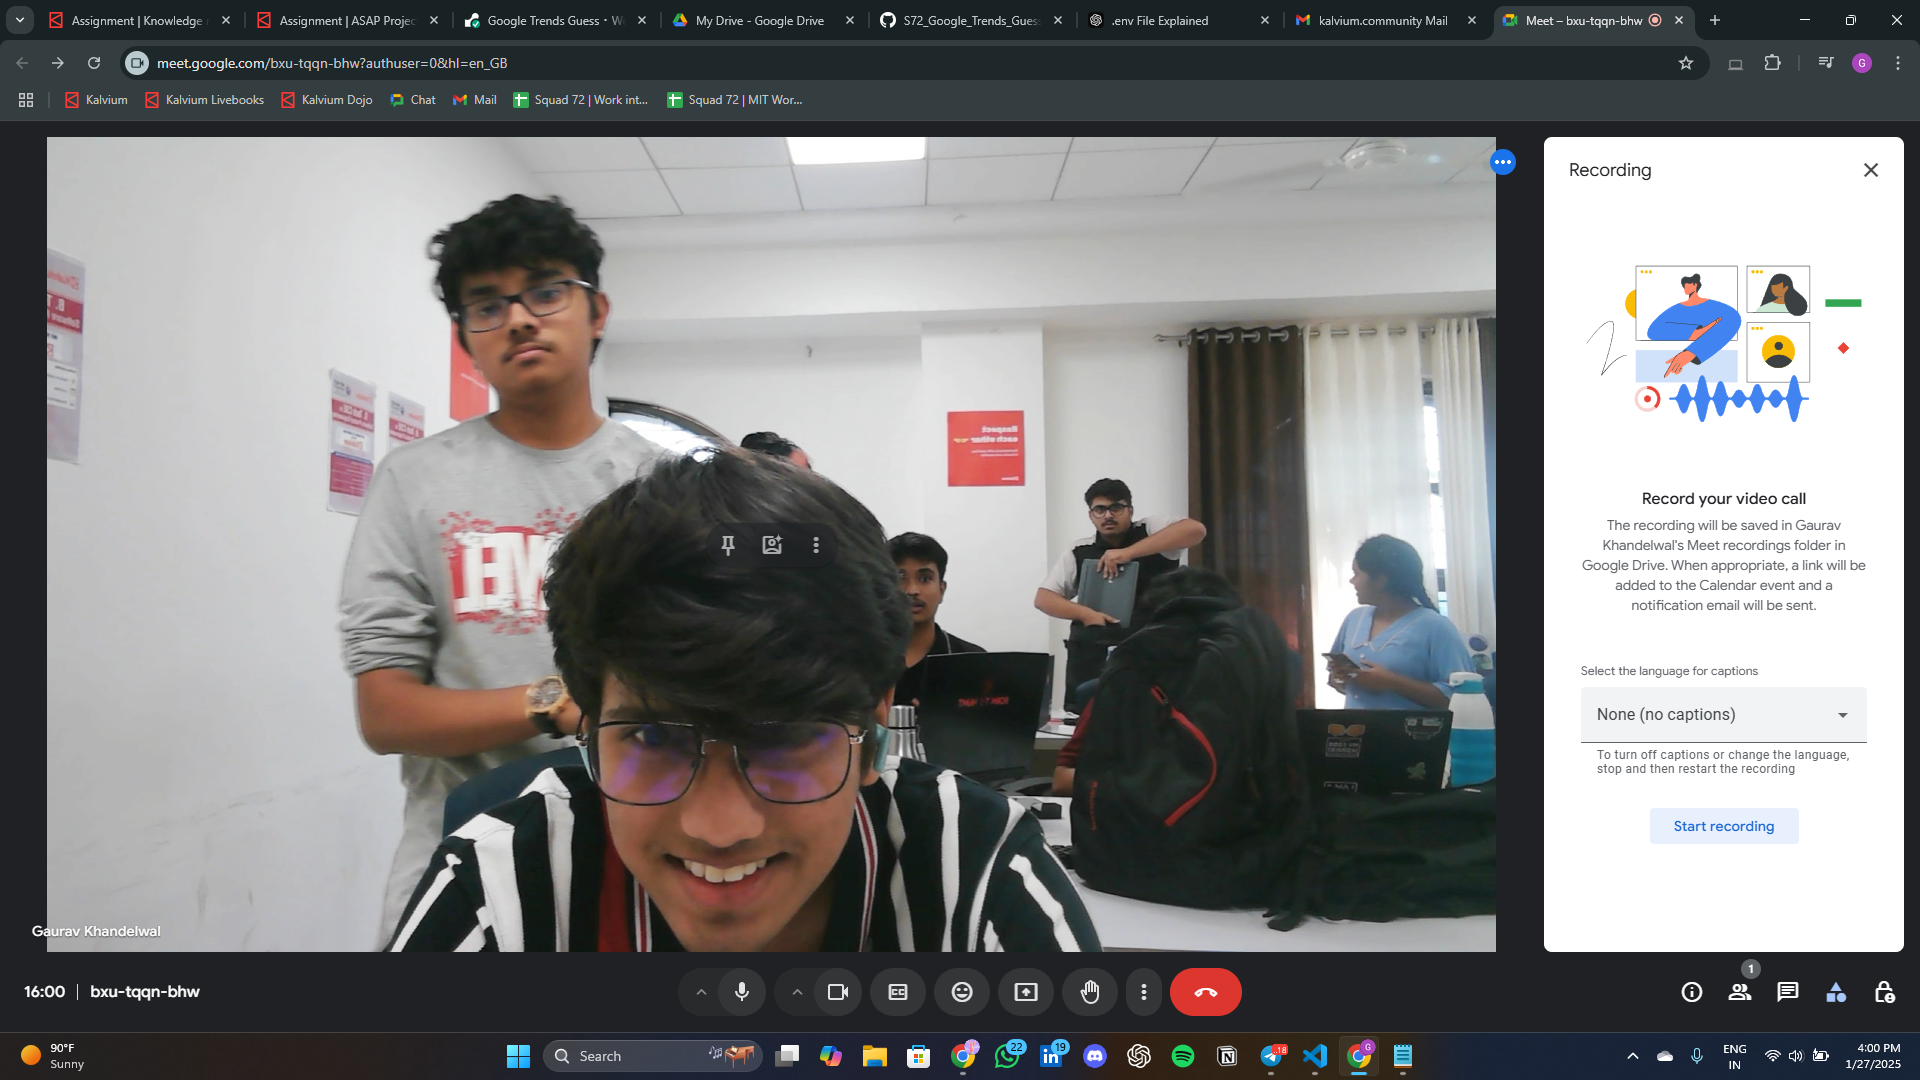 Assignment | Knowledge
Assignment | ASAP Projec
Google Trends Guess • W
My Drive - Google Drive
S72_Google_Trends_Gues
.env File Explained
kalvium.community Mail
Meet – bxu-tqqn-bhw
meet.google.com/bxu-tqqn-bhw?authuser=0&hl=en_GB
G
Kalvium
Kalvium Livebooks
Kalvium Dojo
Chat
Mail
Squad 72 | Work int...
Squad 72 | MIT Wor...
Respect
each other
Gaurav Khandelwal
Recording
Record your video call
The recording will be saved in Gaurav
Khandelwal's Meet recordings folder in
Google Drive. When appropriate, a link will be
added to the Calendar event and a
notification email will be sent.
Select the language for captions
None (no captions)
To turn off captions or change the language,
stop and then restart the recording
Start recording
16:00 | bxu-tqqn-bhw
CC
1
90°F
Sunny
Search
22
19
..18
G
ENG
IN
4:00 PM
1/27/2025